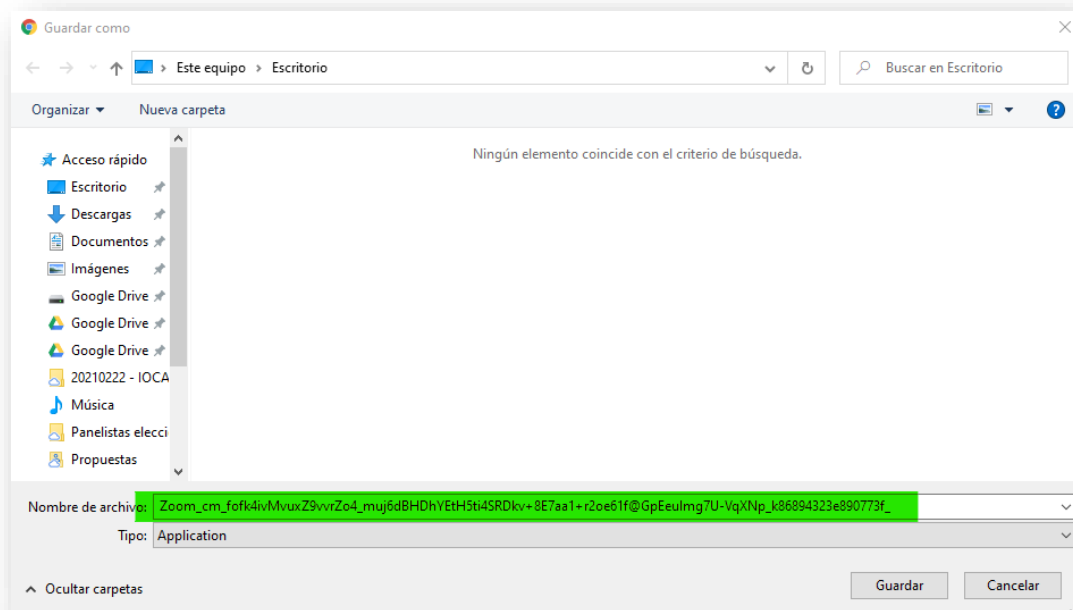 Guardar como
Este equipo > Escritorio
Buscar en Escritorio
Organizar
Nueva carpeta
?
Ningún elemento coincide con el criterio de búsqueda.
Acceso rápido
Escritorio
Descargas
Documentos
Imágenes
Google Drive
Google Drive
Google Drive
20210222 - IOCA
Música
Panelistas elecci
Propuestas
Nombre de archivo: Zoom_cm_fofk4ivMvuxZ9vvrZo4_muj6dBHDhYEtH5ti4SRDkv+8E7aa1+r2oe61f@GpEeuImg7U-VqXNp_k86894323e890773f_
Tipo: Application
Ocultar carpetas
Guardar
Cancelar